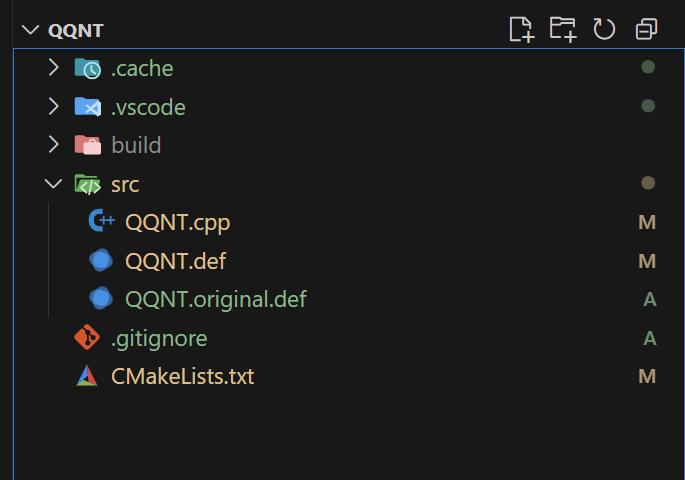 QQNT
.cache
.vscode
build
src
QQNT.cpp M
QQNT.def M
QQNT.original.def A
.gitignore A
CMakeLists.txt M